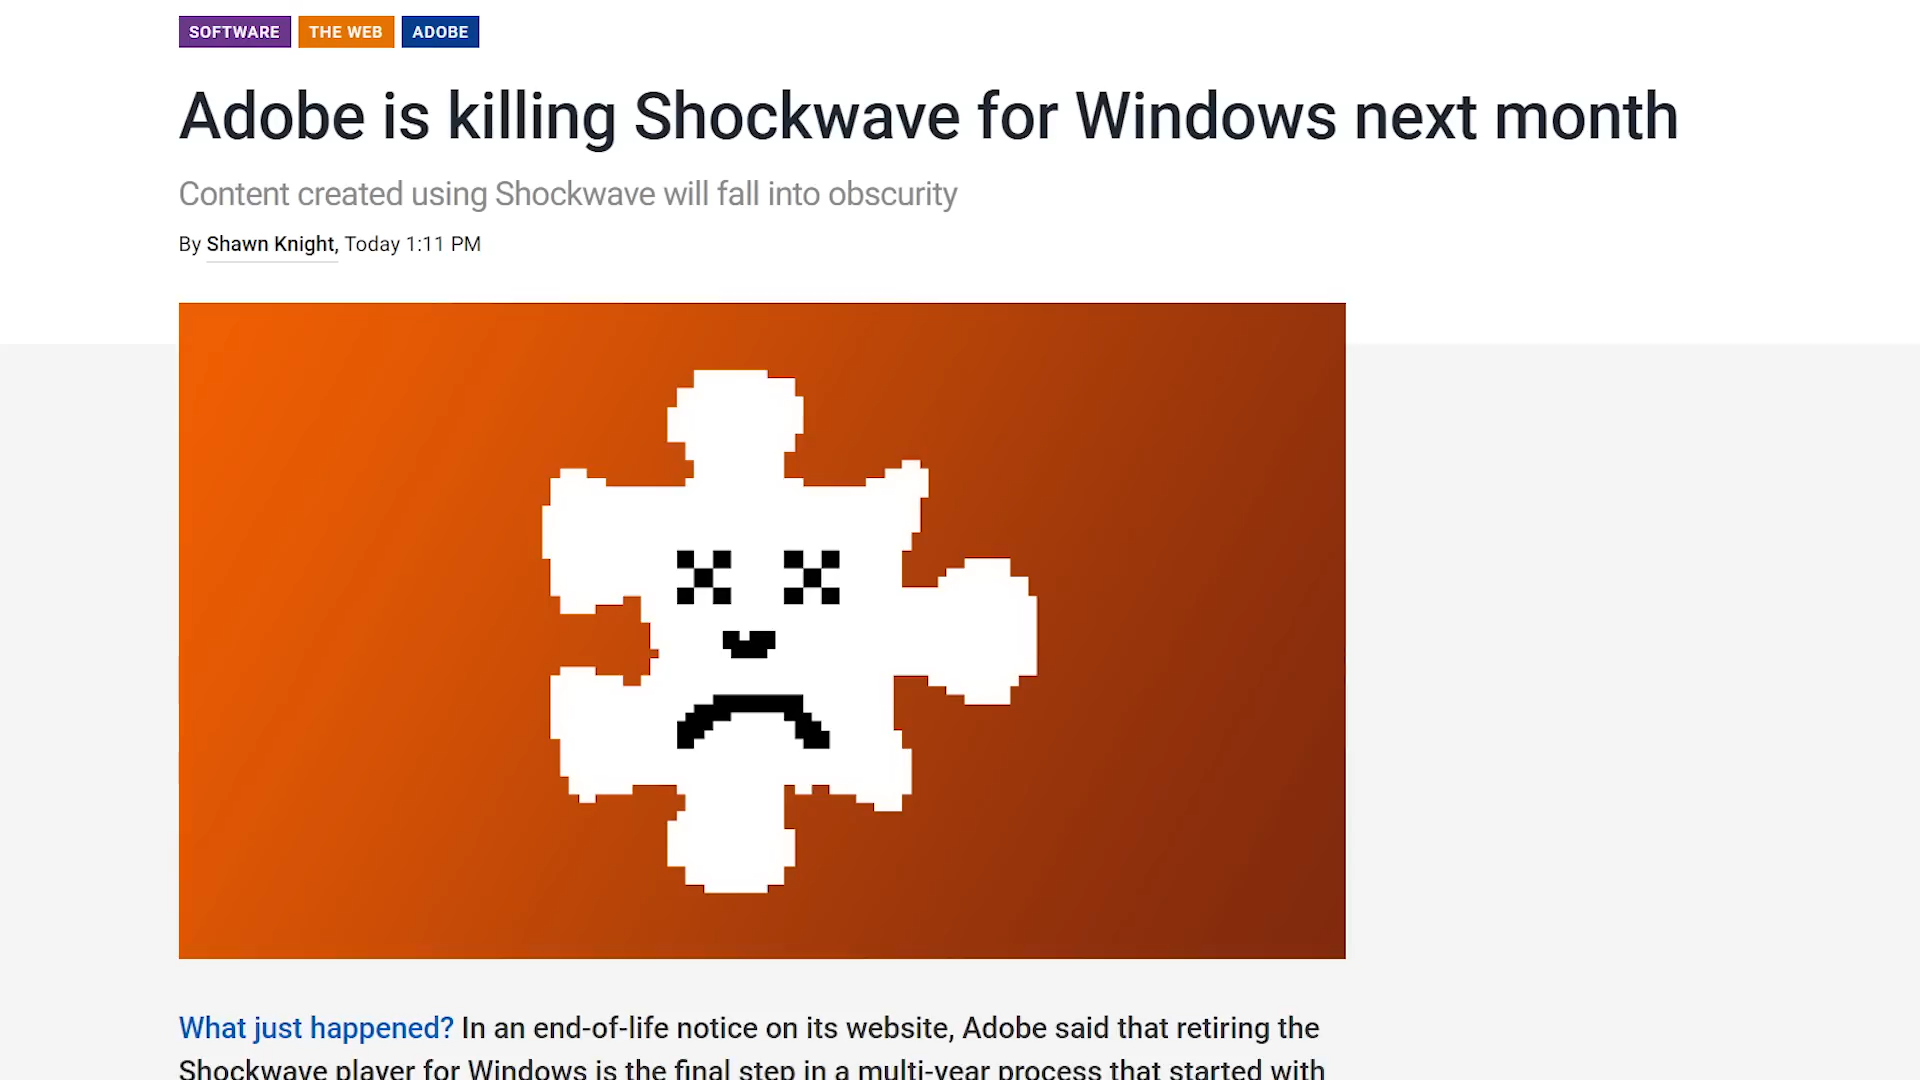 SOFTWARE THE WEB ADOBE
Adobe is killing Shockwave for Windows next month
Content created using Shockwave will fall into obscurity
By Shawn Knight, Today 1:11 PM
What just happened? In an end-of-life notice on its website, Adobe said that retiring the
Shockwave player for Windows is the final step in a multi-year process that started with